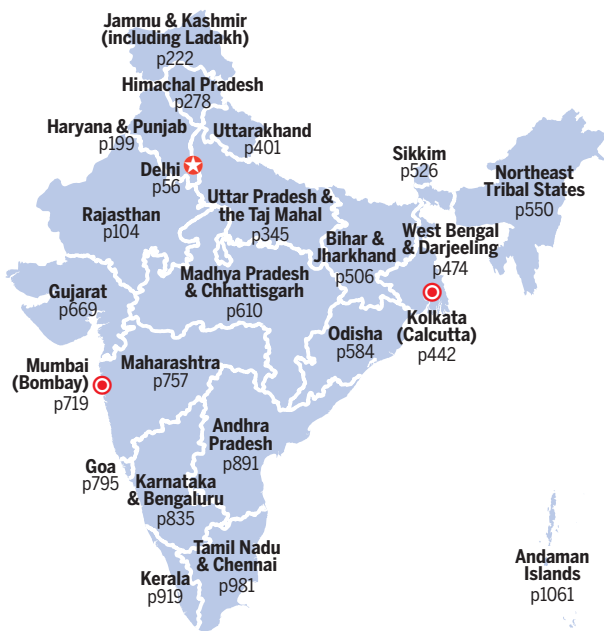 Jammu & Kashmir
(including Ladakh)
p222
Himachal Pradesh
p278
Haryana & Punjab
p199
Uttarakhand
p401
Delhi
p56
Sikkim
p526
Northeast
Tribal States
p550
Rajasthan
p104
Uttar Pradesh &
the Taj Mahal
p345
Bihar &
Jharkhand
p506
West Bengal
& Darjeeling
p474
Gujarat
p669
Madhya Pradesh
& Chhattisgarh
p610
Kolkata
(Calcutta)
p442
Odisha
p584
Mumbai
(Bombay)
p719
Maharashtra
p757
Andhra
Pradesh
p891
Goa
p795
Karnataka
& Bengaluru
p835
Tamil Nadu
& Chennai
p981
Kerala
p919
Andaman
Islands
p1061